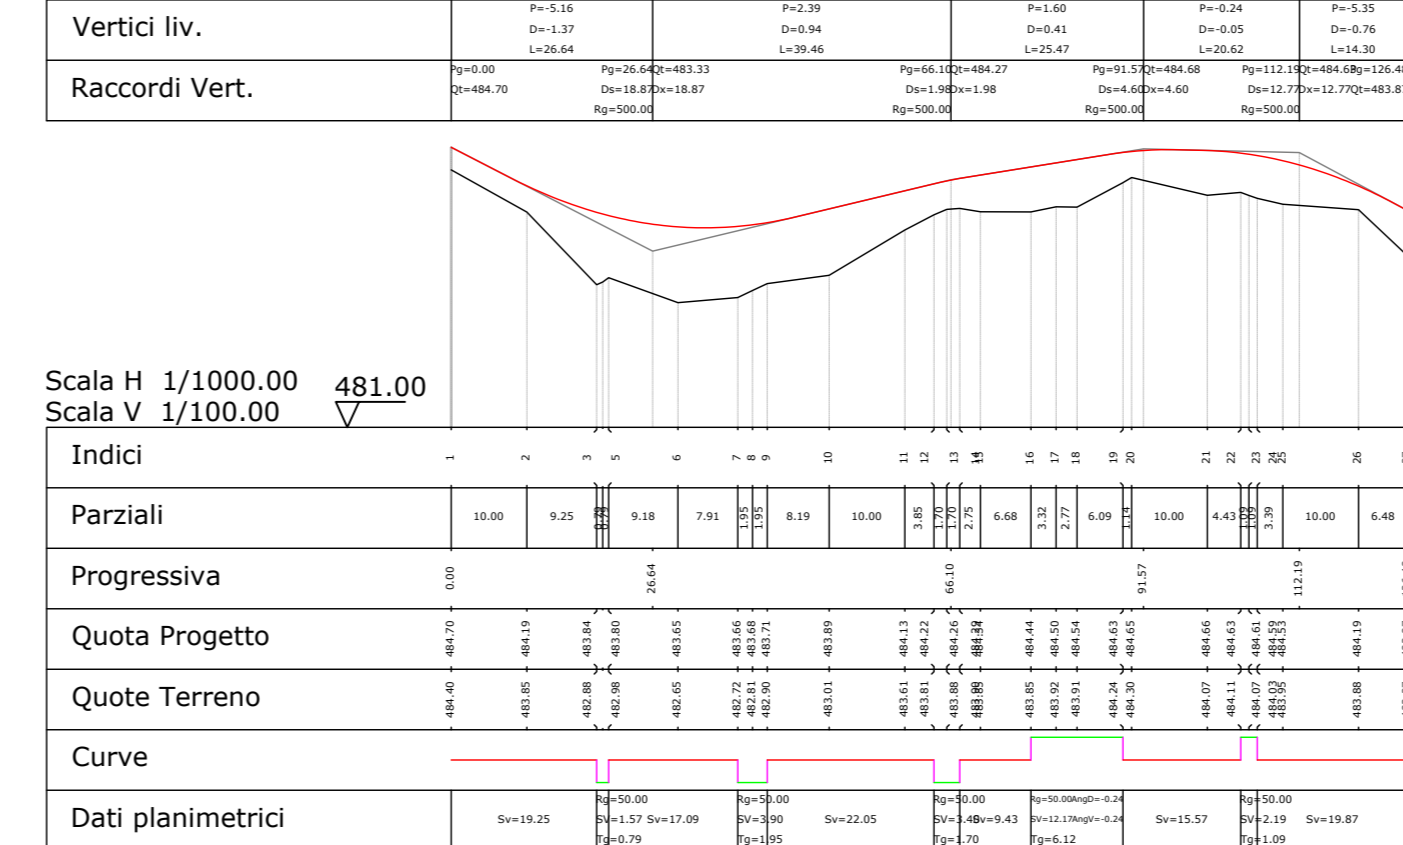 Vertici liv.
P=-5.16 P=2.39 P=1.60 P=-0.24 P=-5.35
D=-1.37 D=0.94 D=0.41 D=-0.05 D=-0.76
L=26.64 L=39.46 L=25.47 L=20.62 L=14.30
Raccordi Vert.
Pg=0.00 Pg=26.64 Qt=483.33 Pg=66.10 Qt=484.27 Pg=91.57 Qt=484.68 Pg=112.19
Qt=484.70 Ds=18.87 Dx=18.87 Ds=1.98 Dx=1.98 Ds=4.60 Dx=4.60 Ds=12.77 Dx=12.77
Rg=500.00 Rg=500.00 Rg=500.00 Rg=500.00
Scala H 1/1000.00 481.00
Scala V 1/100.00
Indici 1 2 3 5 6 7 8 9 10 11 12 13 16 17 18 19 20 21 22 23 24 25 26
Parziali 10.00 9.25 9.18 7.91 1.95 1.95 8.19 10.00 3.85 1.70 1.70 2.75 6.68 3.32 2.77 6.09 1.14 10.00 4.43 1.09 1.09 3.39 10.00 6.48
Progressiva 0.00 26.64 66.10 91.57 112.19
Quota Progetto 484.70 484.19 483.84 483.80 483.65 483.66 483.68 483.71 483.89 484.13 484.22 484.26 484.44 484.50 484.54 484.63 484.65 484.66 484.63 484.61 484.59 484.53 484.19
Quote Terreno 484.40 483.85 482.88 482.98 482.65 482.72 482.81 482.90 483.01 483.61 483.81 483.88 483.85 483.92 483.91 484.24 484.30 484.07 484.11 484.07 484.03 483.95 483.88
Curve
Dati planimetrici
Rg=50.00 Rg=50.00 Rg=50.00 Rg=50.00 AngD=-0.24 Rg=50.00
Sv=19.25 SV=1.57 Sv=17.09 SV=3.90 Sv=22.05 SV=3.40 Sv=9.43 SV=12.17 AngV=-0.24 Sv=15.57 SV=2.19 Sv=19.87
Tg=0.79 Tg=1.95 Tg=1.70 Tg=6.12 Tg=1.09